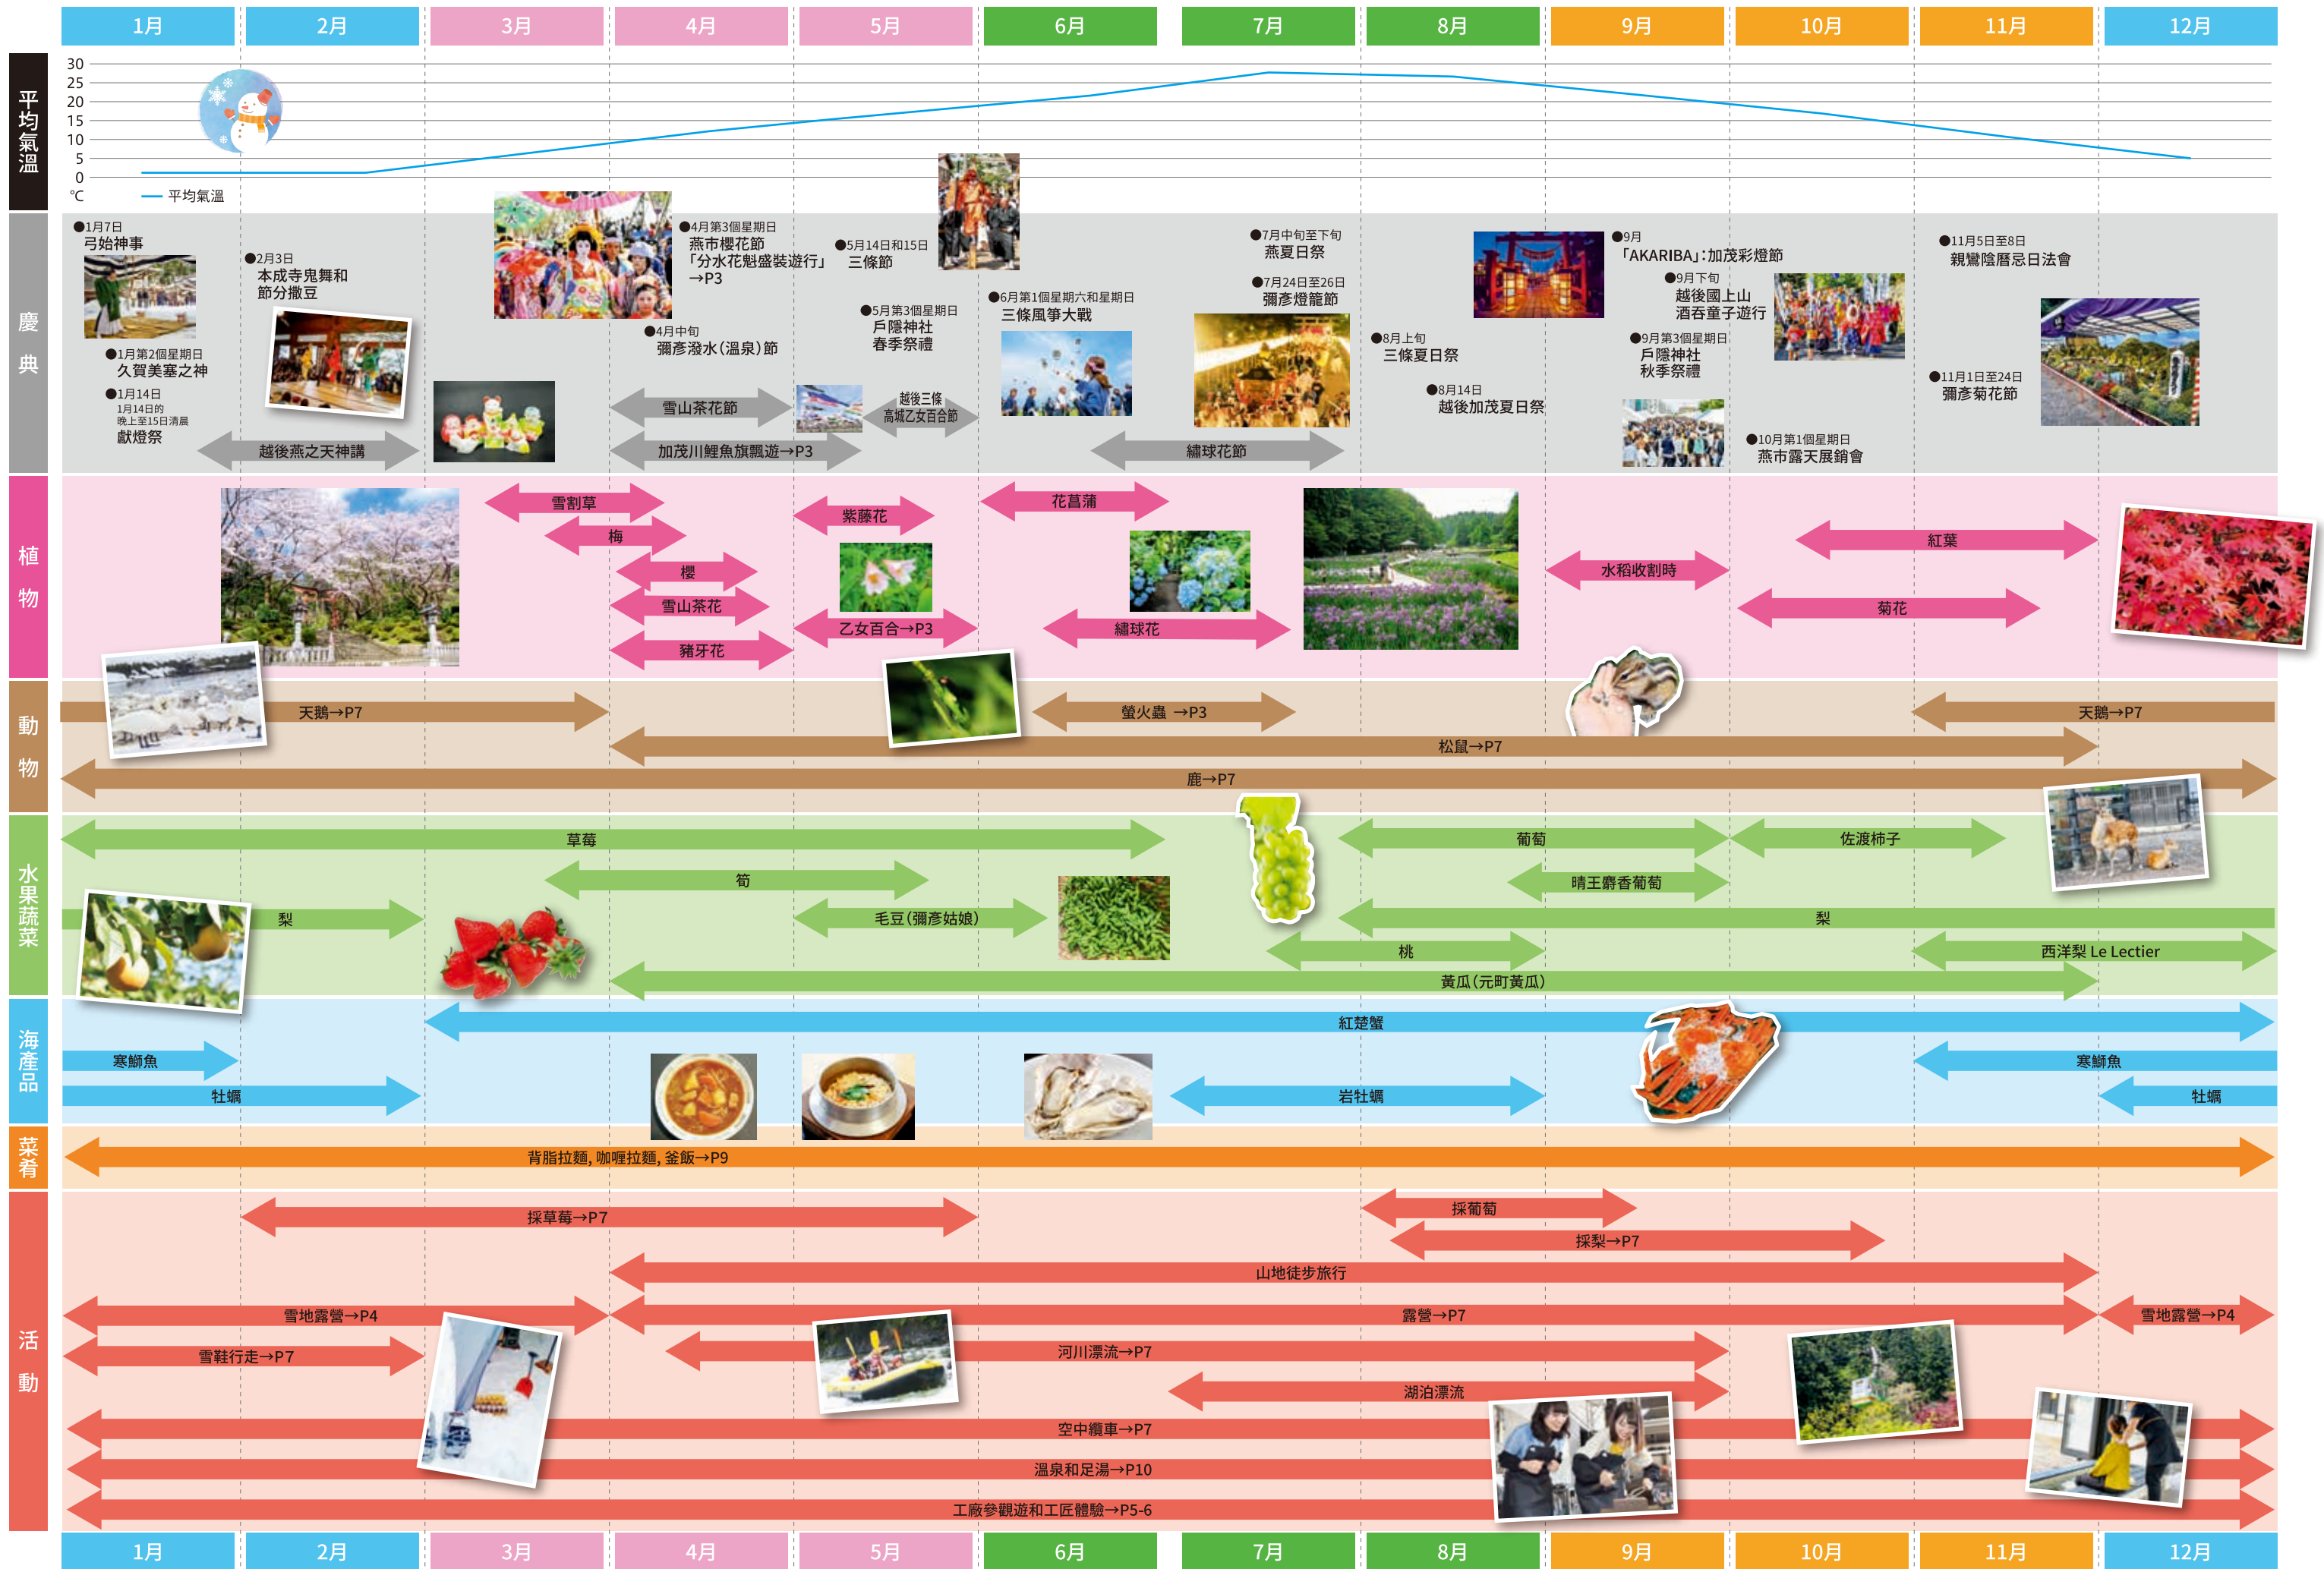 1月
2月
3月
4月
5月
6月
7月
8月
9月
10月
11月
12月
平均氣溫
30
25
20
15
10
5
0
℃
平均氣溫
慶典
●1月7日
弓始神事
●1月第2個星期日
久賀美塞之神
●1月14日
1月14日的
晚上至15日清晨
獻燈祭
●2月3日
本成寺鬼舞和
節分撒豆
越後燕之天神講
●4月第3個星期日
燕市櫻花節
「分水花魁盛裝遊行」
→P3
●4月中旬
彌彥潑水（溫泉）節
雪山茶花節
加茂川鯉魚旗飄遊→P3
●5月14日和15日
三條節
●5月第3個星期日
戶隱神社
春季祭禮
越後三條
高城乙女百合節
●6月第1個星期六和星期日
三條風箏大戰
繡球花節
●7月中旬至下旬
燕夏日祭
●7月24日至26日
彌彥燈籠節
●8月上旬
三條夏日祭
●8月14日
越後加茂夏日祭
●9月
「AKARIBA」：加茂彩燈節
●9月下旬
越後國上山
酒吞童子遊行
●9月第3個星期日
戶隱神社
秋季祭禮
●10月第1個星期日
燕市露天展銷會
●11月5日至8日
親鸞陰曆忌日法會
●11月1日至24日
彌彥菊花節
植物
雪割草
梅
櫻
雪山茶花
豬牙花
紫藤花
乙女百合→P3
花菖蒲
繡球花
水稻收割時
紅葉
菊花
動物
天鵝→P7
螢火蟲 →P3
天鵝→P7
松鼠→P7
鹿→P7
水果蔬菜
草莓
葡萄
佐渡柿子
筍
晴王麝香葡萄
梨
毛豆（彌彥姑娘）
梨
桃
西洋梨 Le Lectier
黃瓜（元町黃瓜）
海產品
紅楚蟹
寒鰤魚
寒鰤魚
牡蠣
岩牡蠣
牡蠣
菜肴
背脂拉麵, 咖喱拉麵, 釜飯→P9
活動
採草莓→P7
採葡萄
採梨→P7
山地徒步旅行
雪地露營→P4
露營→P7
雪地露營→P4
雪鞋行走→P7
河川漂流→P7
湖泊漂流
空中纜車→P7
溫泉和足湯→P10
工廠參觀遊和工匠體驗→P5-6
1月
2月
3月
4月
5月
6月
7月
8月
9月
10月
11月
12月